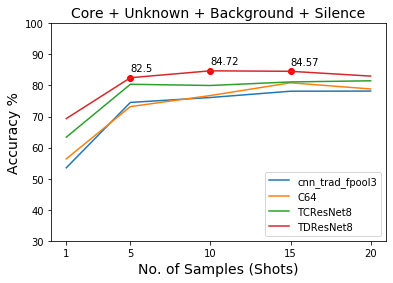 Core + Unknown + Background + Silence
Accuracy %
100
90
80
70
60
50
40
30
82.5
84.72
84.57
cnn_trad_fpool3
C64
TCResNet8
TDResNet8
1
5
10
15
20
No. of Samples (Shots)